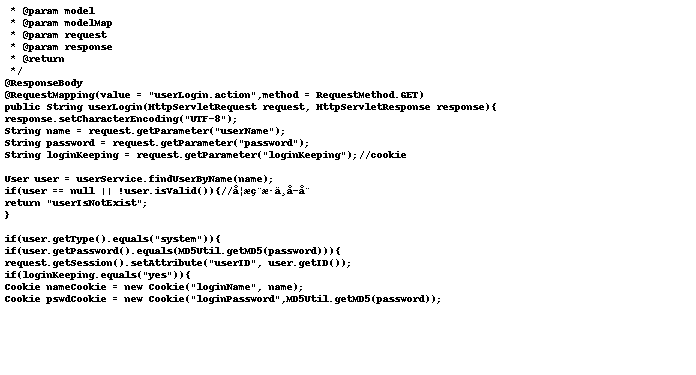 * @param model
* @param modelMap
* @param request
* @param response
* @return
*/
@ResponseBody
@RequestMapping(value = "userLogin.action",method = RequestMethod.GET)
public String userLogin(HttpServletRequest request, HttpServletResponse response){
response.setCharacterEncoding("UTF-8");
String name = request.getParameter("userName");
String password = request.getParameter("password");
String loginKeeping = request.getParameter("loginKeeping");//cookie
User user = userService.findUserByName(name);
if(user == null || !user.isValid()){//
return "userIsNotExist";
}
if(user.getType().equals("system")){
if(user.getPassword().equals(MD5Util.getMD5(password))){
request.getSession().setAttribute("userID", user.getID());
if(loginKeeping.equals("yes")){
Cookie nameCookie = new Cookie("loginName", name);
Cookie pswdCookie = new Cookie("loginPassword",MD5Util.getMD5(password));